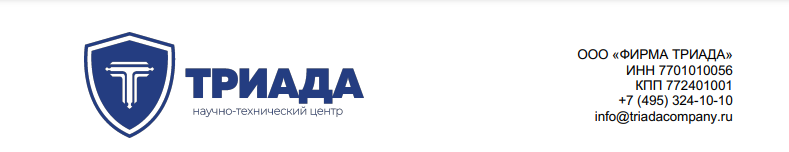 ТРИАДА
научно-технический центр
ООО «ФИРМА ТРИАДА»
ИНН 7701010056
КПП 772401001
+7 (495) 324-10-10
info@triadacompany.ru